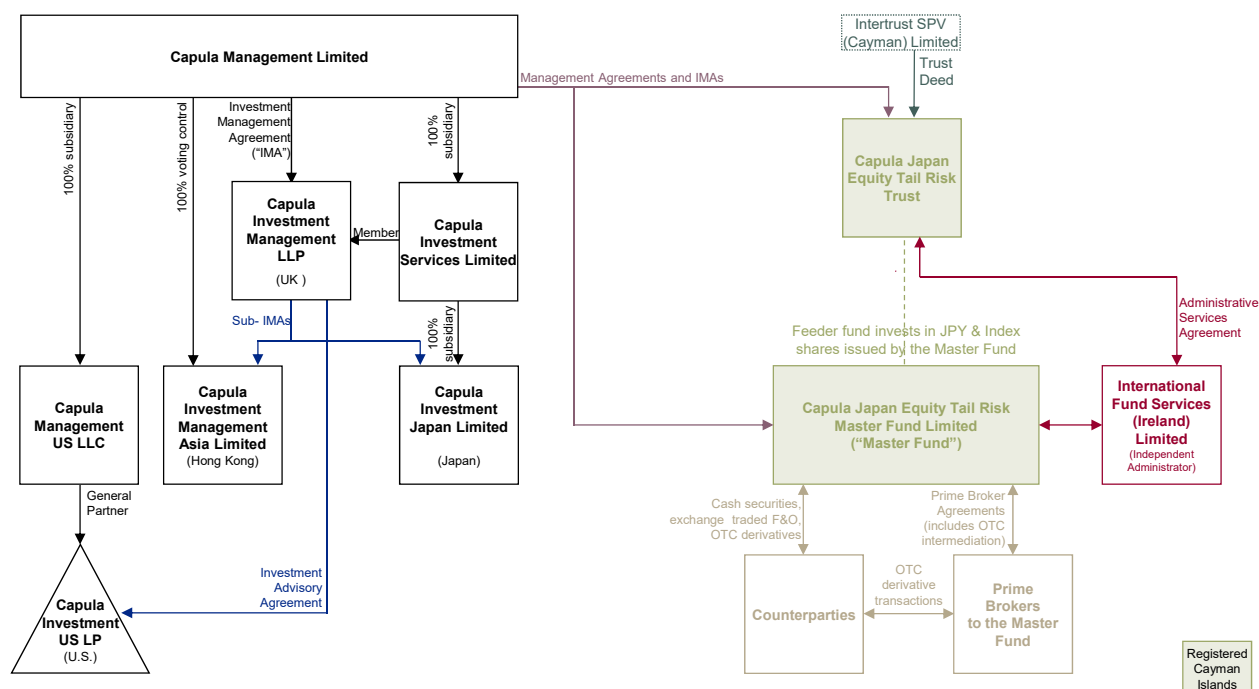 Intertrust SPV
(Cayman) Limited
Capula Management Limited
Trust
Deed
Management Agreements and IMAs
100% subsidiary
100% voting control
Investment
Management
Agreement
(“IMA”)
100%
subsidiary
Capula Japan
Equity Tail Risk
Trust
Capula
Investment
Management
LLP
(UK )
Member
Capula
Investment
Services Limited
Administrative
Services
Agreement
Sub- IMAs
100%
subsidiary
Feeder fund invests in JPY & Index
shares issued by the Master Fund
Capula
Management
US LLC
Capula
Investment
Management
Asia Limited
(Hong Kong)
Capula
Investment
Japan Limited
(Japan)
Capula Japan Equity Tail Risk
Master Fund Limited
(“Master Fund”)
International
Fund Services
(Ireland)
Limited
(Independent
Administrator)
General
Partner
Cash securities,
exchange traded F&O,
OTC derivatives
Prime Broker
Agreements
(includes OTC
intermediation)
Investment
Advisory
Agreement
OTC
derivative
transactions
Capula
Investment
US LP
(U.S.)
Counterparties
Prime
Brokers
to the Master
Fund
Registered
Cayman
Islands